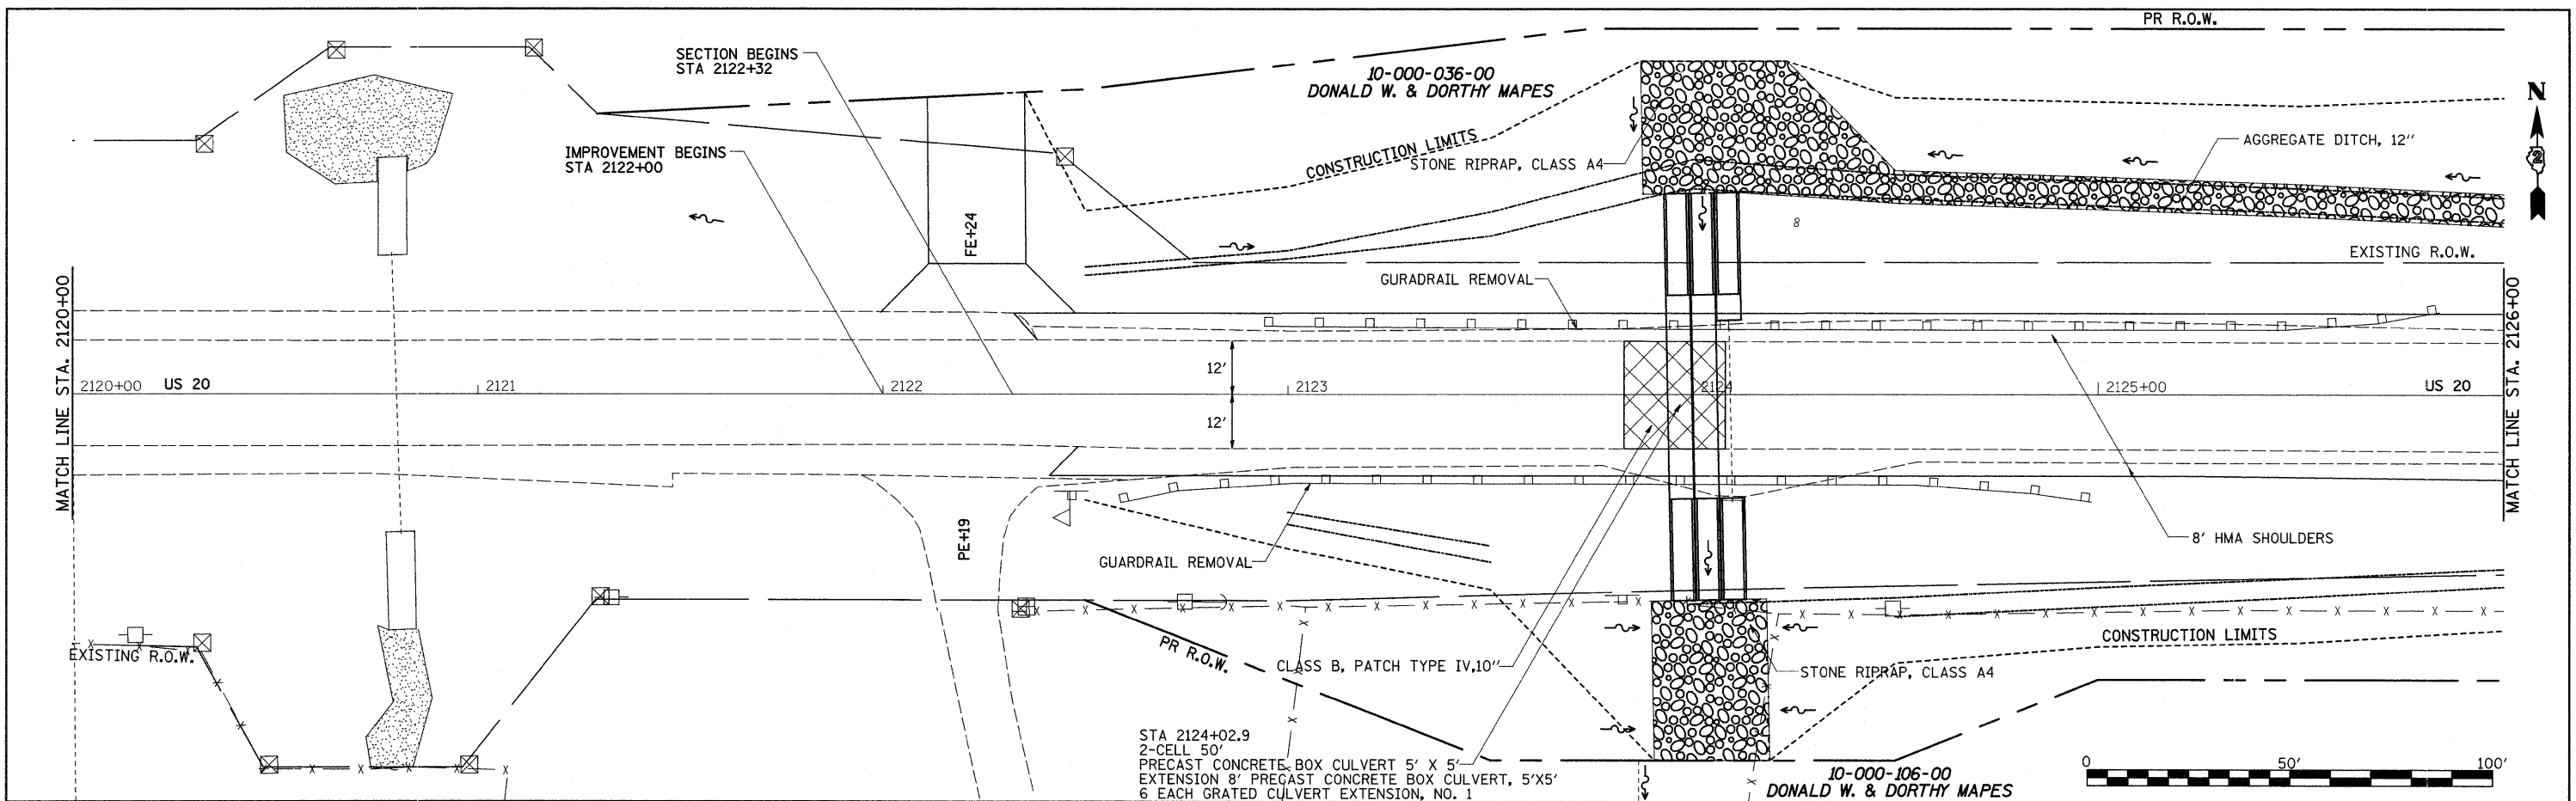 PR R.O.W.
SECTION BEGINS
STA 2122+32
10-000-036-00
DONALD W. & DORTHY MAPES
N
2
AGGREGATE DITCH, 12"
IMPROVEMENT BEGINS
STA 2122+00
CONSTRUCTION LIMITS
STONE RIPRAP, CLASS A4
FE+24
8
EXISTING R.O.W.
GURADRAIL REMOVAL
MATCH LINE STA. 2120+00
MATCH LINE STA. 2126+00
12'
2120+00 US 20
2121
2122
2123
2124
2125+00
US 20
12'
PE+19
8' HMA SHOULDERS
GUARDRAIL REMOVAL
EXISTING R.O.W.
PR R.O.W.
CLASS B, PATCH TYPE IV,10"
CONSTRUCTION LIMITS
STONE RIPRAP, CLASS A4
STA 2124+02.9
2-CELL 50'
PRECAST CONCRETE BOX CULVERT 5' X 5'
EXTENSION 8' PRECAST CONCRETE BOX CULVERT, 5'X5'
6 EACH GRATED CULVERT EXTENSION, NO. 1
10-000-106-00
DONALD W. & DORTHY MAPES
0 50' 100'